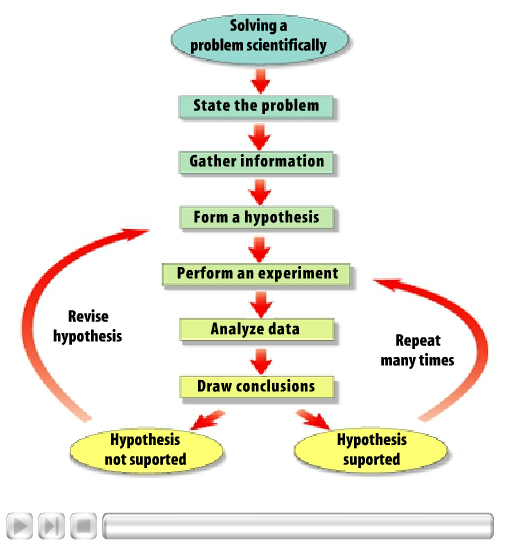 Solving a
problem scientifically
State the problem
Gather information
Form a hypothesis
Perform an experiment
Revise
hypothesis
Analyze data
Repeat
many times
Draw conclusions
Hypothesis
not suported
Hypothesis
suported